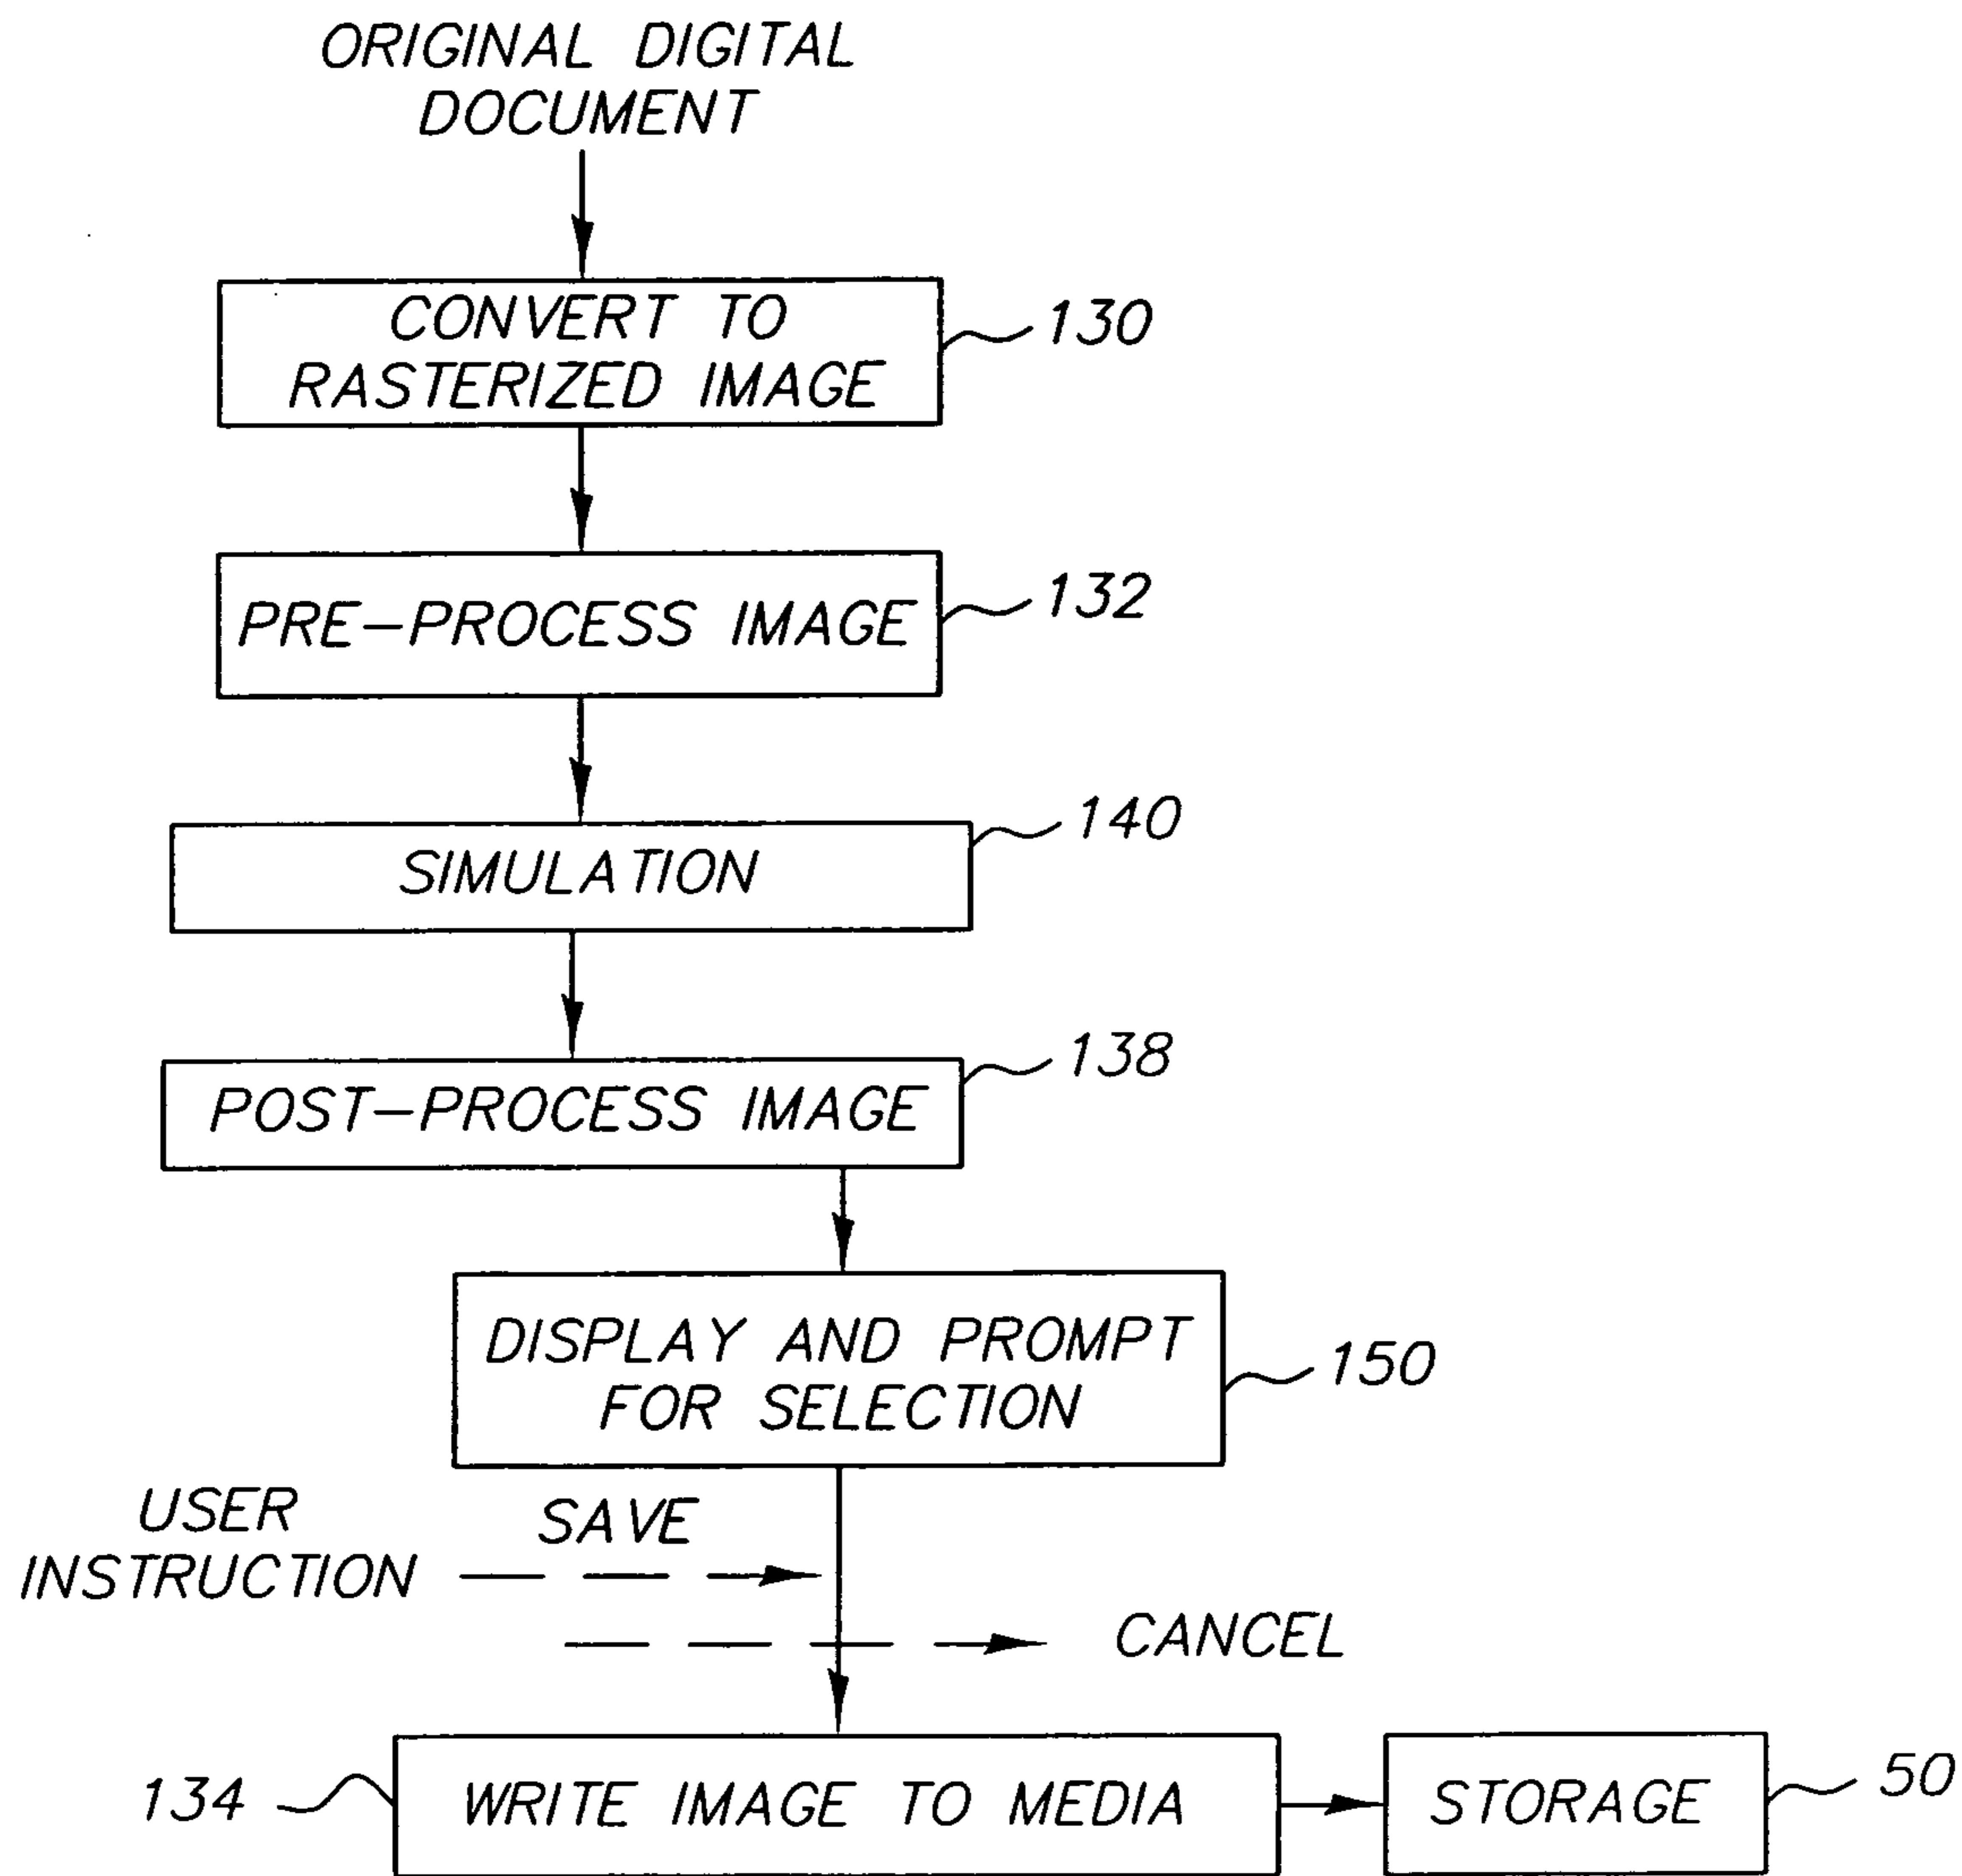 ORIGINAL DIGITAL
DOCUMENT
CONVERT TO
RASTERIZED IMAGE
130
PRE-PROCESS IMAGE
132
SIMULATION
140
POST-PROCESS IMAGE
138
DISPLAY AND PROMPT
FOR SELECTION
150
USER
INSTRUCTION
SAVE
CANCEL
134
WRITE IMAGE TO MEDIA
STORAGE
50